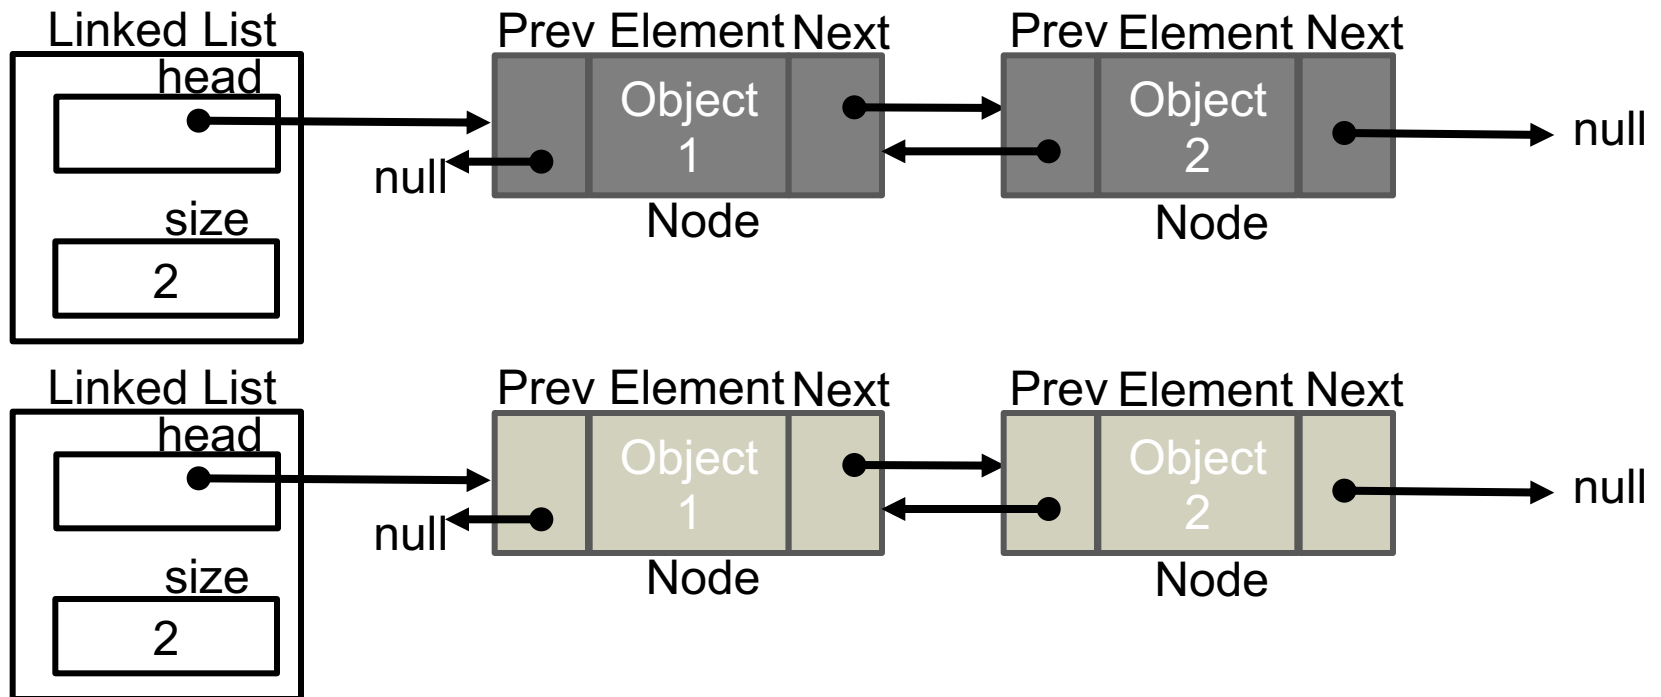 Linked List
Prev Element Next
Prev Element Next
head
Object
1
Object
2
null
null
size
2
Node
Node
Linked List
Prev Element Next
Prev Element Next
head
Object
1
Object
2
null
null
size
2
Node
Node